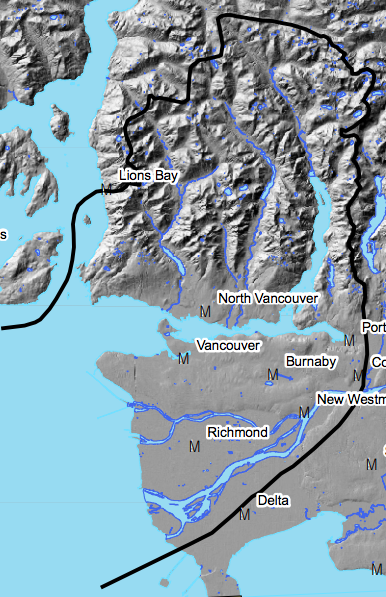 Lions Bay
M
s
North Vancouver
M
Port
M
Vancouver
M
Burnaby
M
Co
M
New Westm
M
Richmond
M
M
Delta
M
M